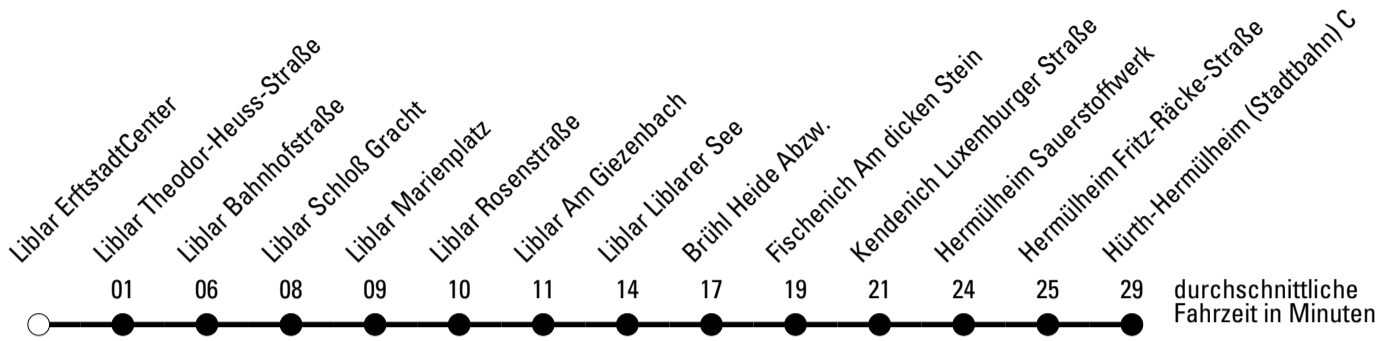 Liblar ErftstadtCenter
Liblar Theodor-Heuss-Straße
Liblar Bahnhofstraße
Liblar Schloß Gracht
Liblar Marienplatz
Liblar Rosenstraße
Liblar Am Giezenbach
Liblar Liblarer See
Brühl Heide Abzw.
Fischenich Am dicken Stein
Kendenich Luxemburger Straße
Hermülheim Sauerstoffwerk
Hermülheim Fritz-Räcke-Straße
Hürth-Hermülheim (Stadtbahn) C
01 06 08 09 10 11 14 17 19 21 24 25 29
durchschnittliche
Fahrzeit in Minuten